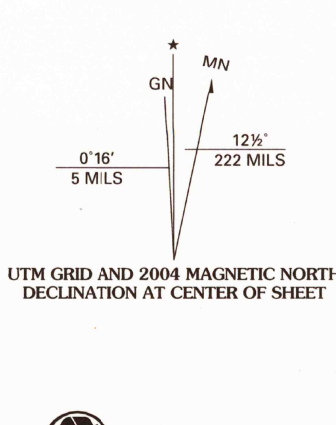 ★
MN
GN
0°16′
5 MILS
12½°
222 MILS
UTM GRID AND 2004 MAGNETIC NORTH
DECLINATION AT CENTER OF SHEET